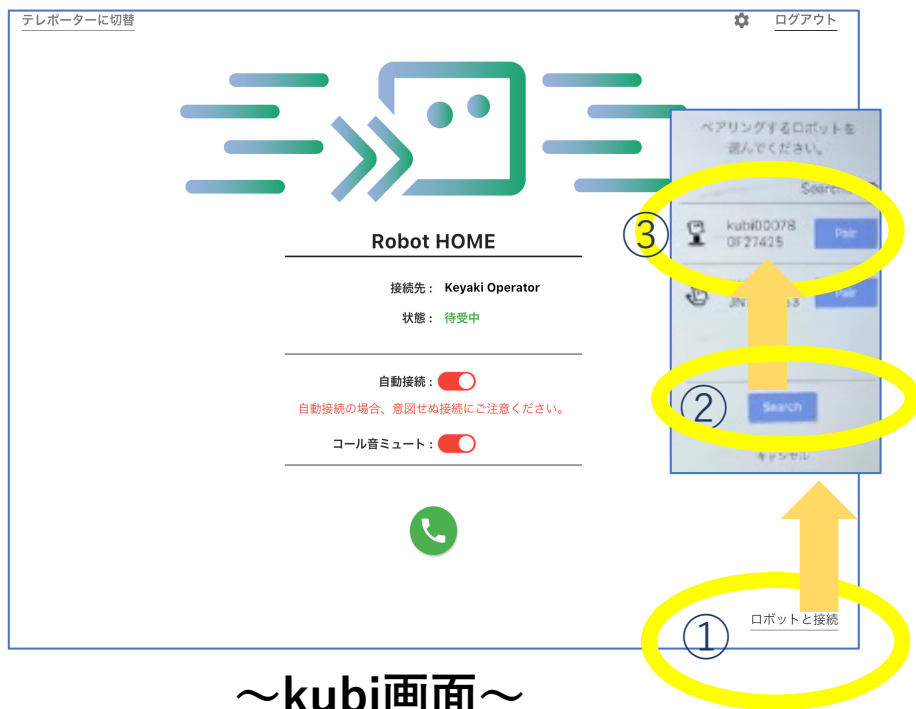 テレポーターに切替
ログアウト
ペアリングするロボットを
選んでください。
③
kubi00078
0F27425
Pair
Pair
Robot HOME
接続先： Keyaki Operator
状態： 待受中
自動接続：
自動接続の場合、意図せぬ接続にご注意ください。
コール音ミュート：
②
Search
キャンセル
①
ロボットと接続
～kubi画面～